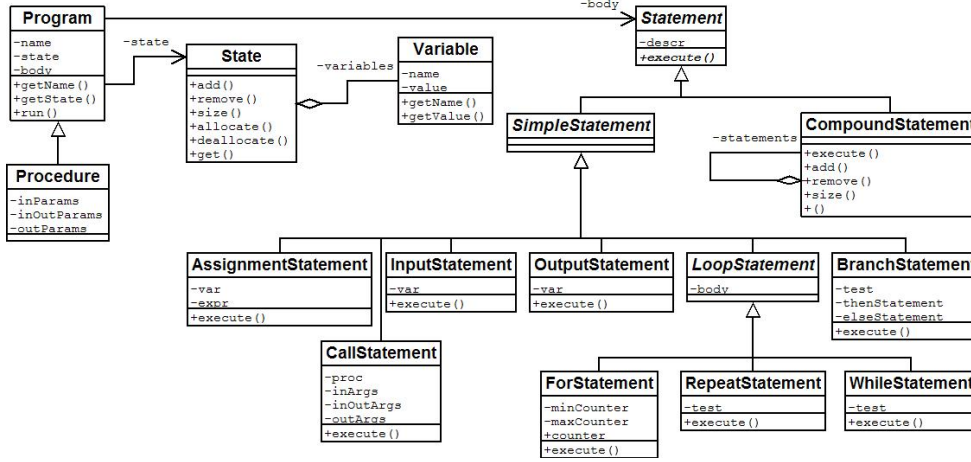 Program
-name
-state
-body
+getName()
+getState()
+run()
-body
Statement
-descr
+execute()
-state
State
+add()
+remove()
+size()
+allocate()
+deallocate()
+get()
-variables
Variable
-name
-value
+getName()
+getValue()
Procedure
-inParams
-inOutParams
-outParams
SimpleStatement
CompoundStatement
+execute()
+add()
+remove()
+size()
+()
-statements
AssignmentStatement
-var
-expr
+execute()
InputStatement
-var
+execute()
OutputStatement
-var
+execute()
LoopStatement
-body
BranchStatement
-test
-thenStatement
-elseStatement
+execute()
CallStatement
-proc
-inArgs
-inOutArgs
-outArgs
+execute()
ForStatement
-minCounter
-maxCounter
+counter
+execute()
RepeatStatement
-test
+execute()
WhileStatement
-test
+execute()